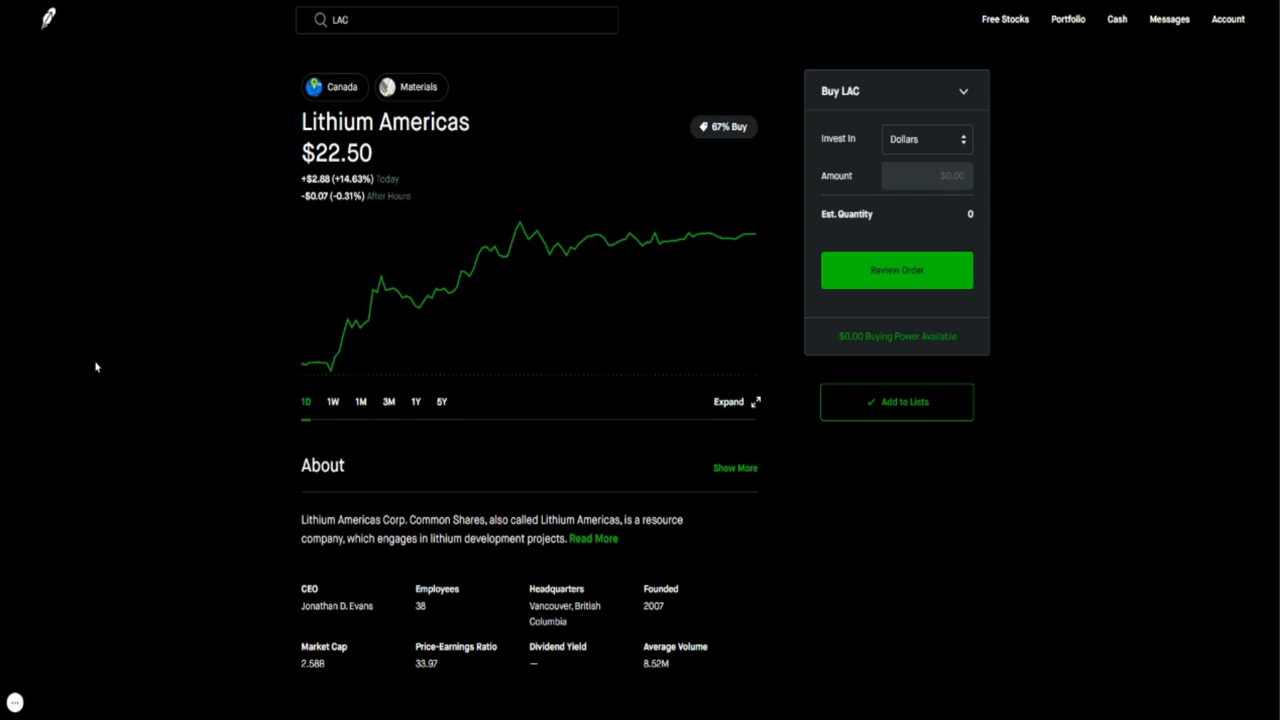 LAC
Free Stocks Portfolio Cash Messages Account
Canada Materials
Lithium Americas
$22.50
67% Buy
+$2.88 (+14.63%) Today
-$0.07 (-0.31%) After Hours
Buy LAC
Invest In Dollars
Amount $0.00
Est. Quantity 0
Review Order
$0.00 Buying Power Available
Add to Lists
1D 1W 1M 3M 1Y 5Y Expand
About Show More
Lithium Americas Corp. Common Shares, also called Lithium Americas, is a resource
company, which engages in lithium development projects. Read More
CEO Employees Headquarters Founded
Jonathan D. Evans 38 Vancouver, British 2007
Columbia
Market Cap Price-Earnings Ratio Dividend Yield Average Volume
2.58B 33.97 — 8.52M